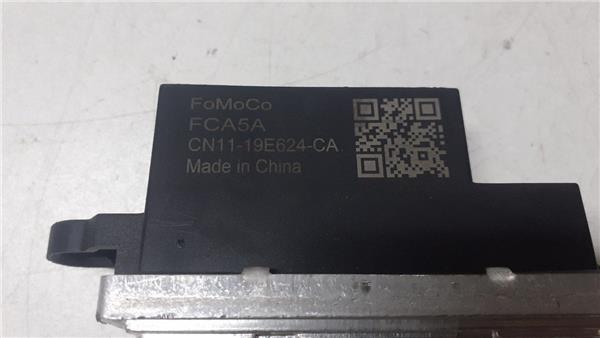 FoMoCo
FCA5A
CN11-19E624-CA
Made in China